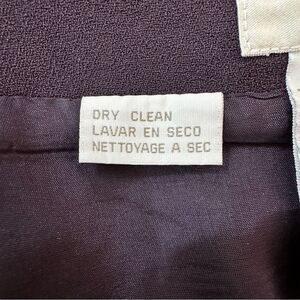 DRY CLEAN
LAVAR EN SECO
NETTOYAGE A SEC